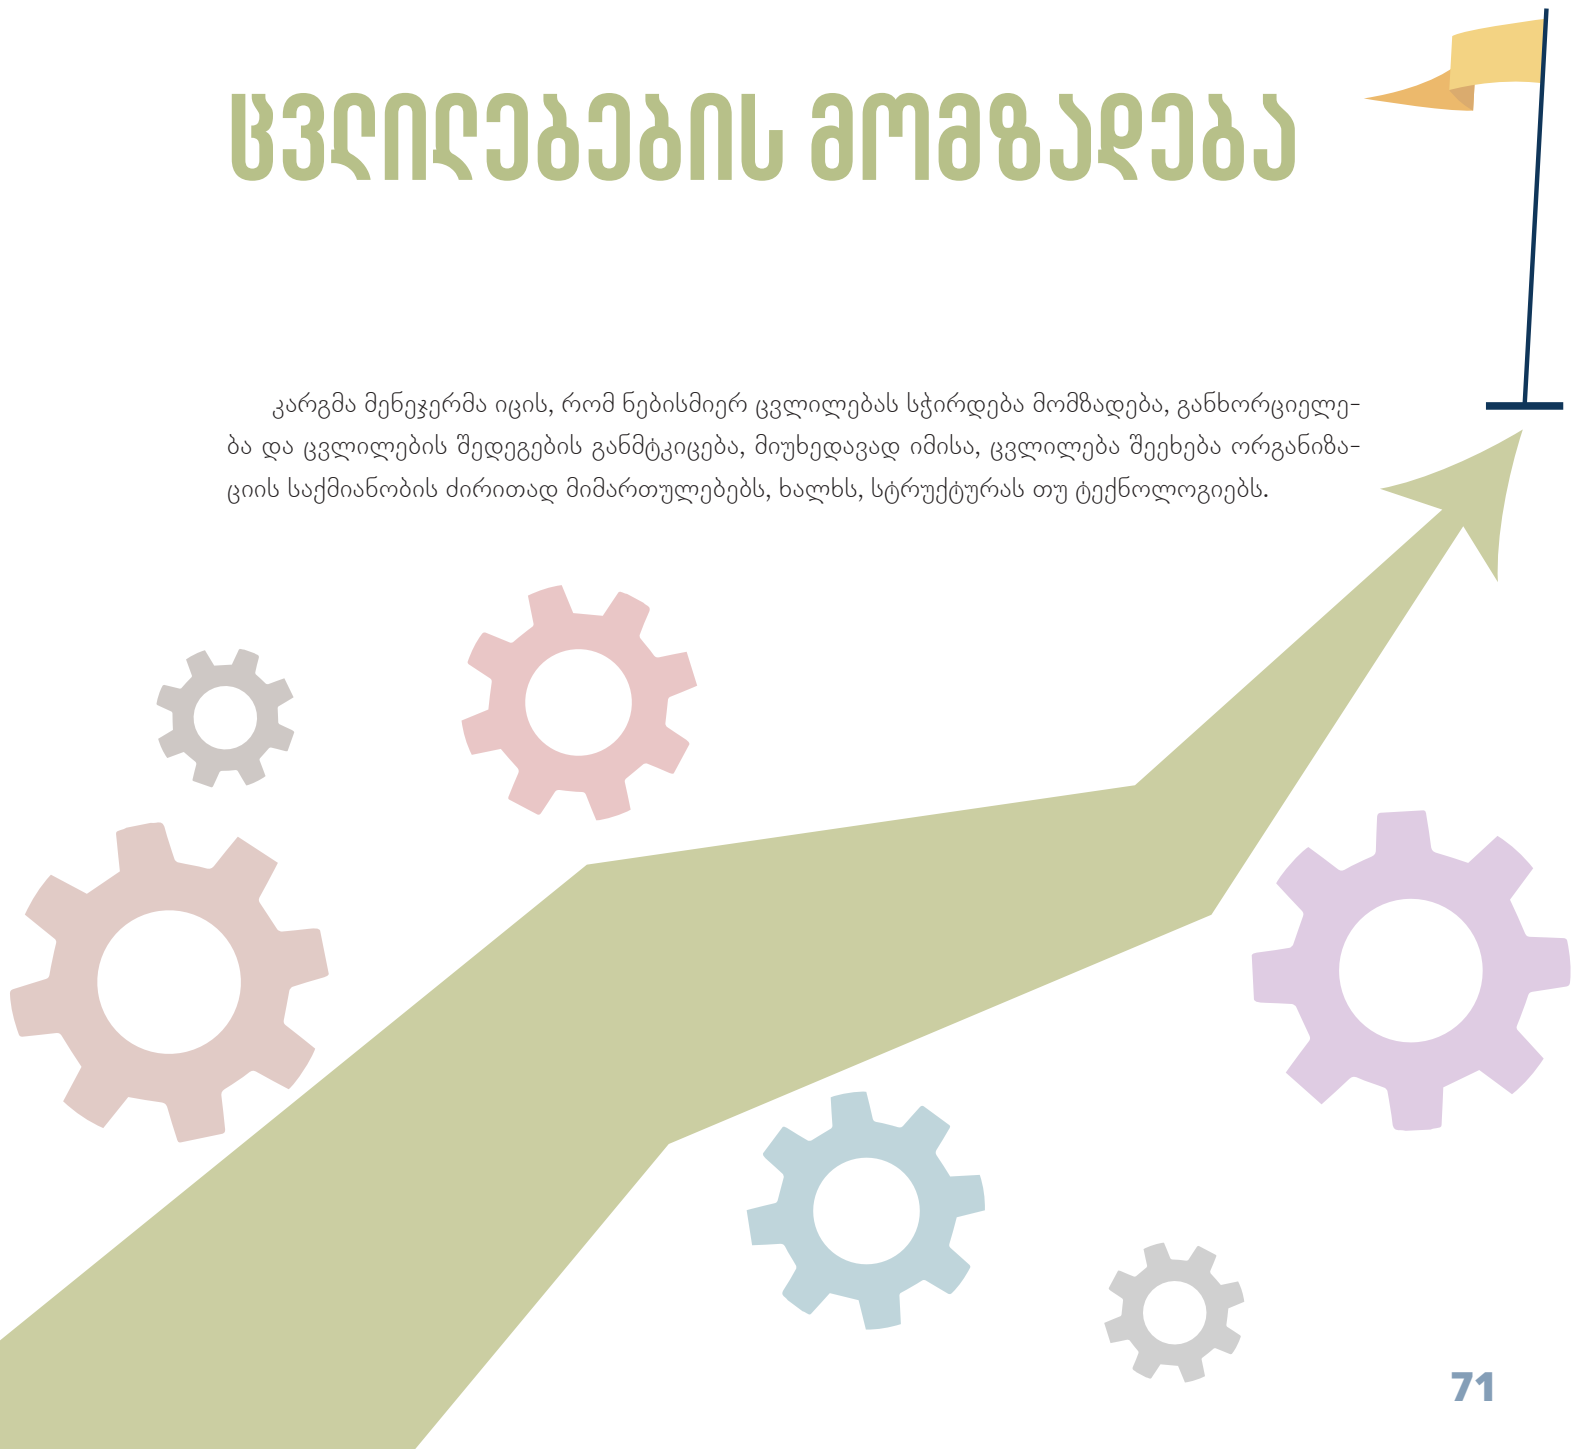 ცვლილებების მომზადება
კარგმა მენეჯერმა იცის, რომ ნებისმიერ ცვლილებას სჭირდება მომზადება, განხორციელე-
ბა და ცვლილების შედეგების განმტკიცება, მიუხედავად იმისა, ცვლილება შეეხება ორგანიზა-
ციის საქმიანობის ძირითად მიმართულებებს, ხალხს, სტრუქტურას თუ ტექნოლოგიებს.
71